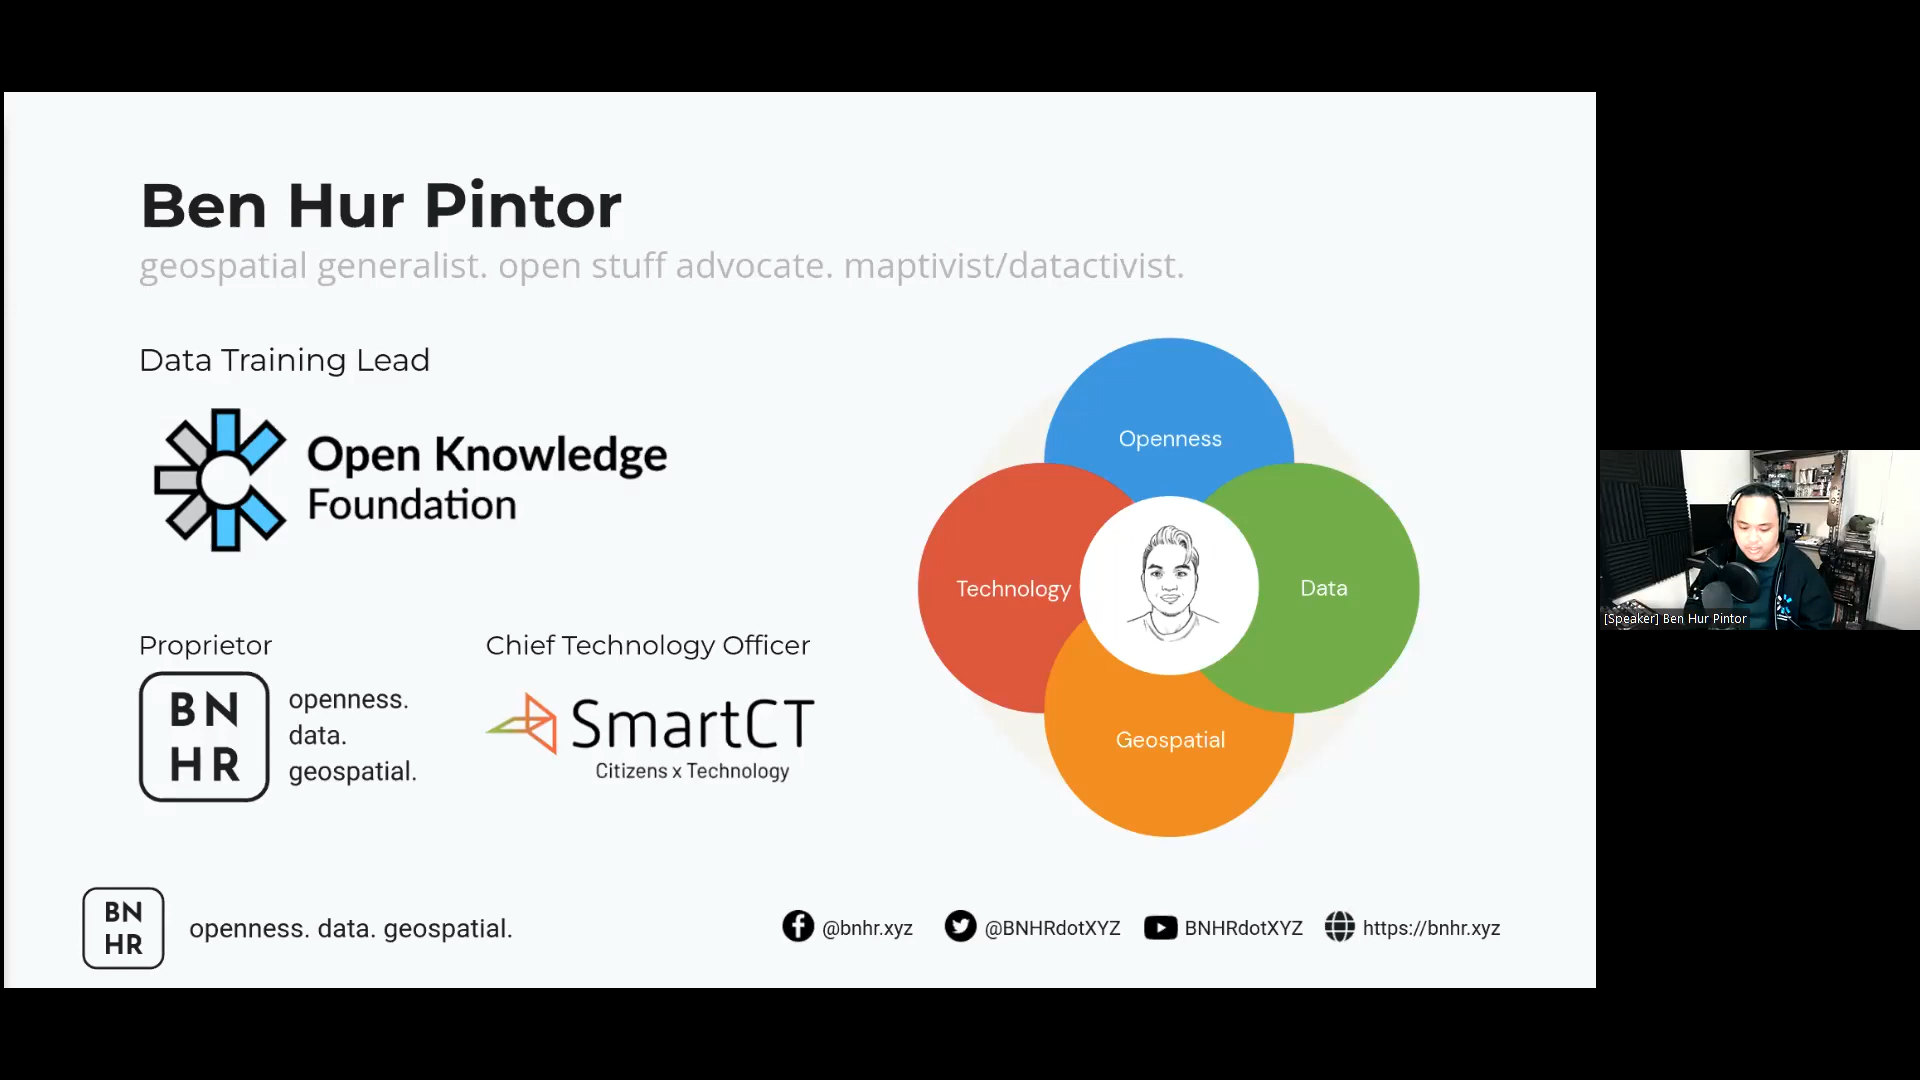 Ben Hur Pintor
geospatial generalist. open stuff advocate. maptivist/datactivist.
Data Training Lead
Open Knowledge
Foundation
Proprietor
BN
HR
openness.
data.
geospatial.
Chief Technology Officer
SmartCT
Citizens x Technology
Openness
Technology
Data
Geospatial
BN
HR
openness. data. geospatial.
@bnhr.xyz
@BNHRdotXYZ
BNHRdotXYZ
https://bnhr.xyz
[Speaker] Ben Hur Pintor